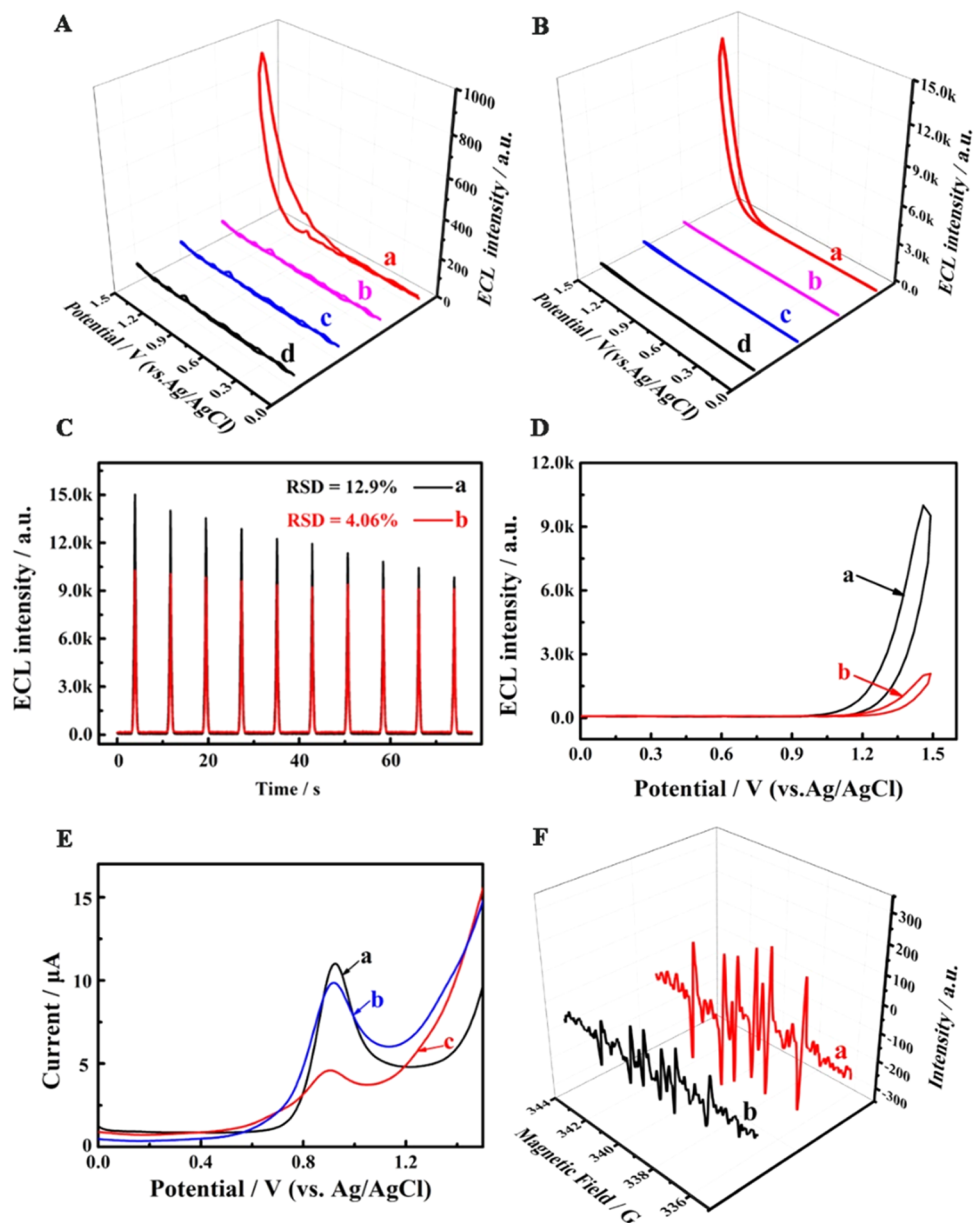 A
1000
800
600
400
200
0
ECL intensity / a.u.
a
b
c
d
1.5
1.2
0.9
0.6
0.3
0.0
Potential / V (vs.Ag/AgCl)
B
15.0k
12.0k
9.0k
6.0k
3.0k
0.0
ECL intensity / a.u.
a
b
c
d
1.5
1.2
0.9
0.6
0.3
0.0
Potential / V(vs.Ag/AgCl)
C
ECL intensity / a.u.
15.0k
12.0k
9.0k
6.0k
3.0k
0.0
RSD = 12.9% a
RSD = 4.06% b
0 20 40 60 80
Time / s
D
ECL intensity / a.u.
12.0k
9.0k
6.0k
3.0k
0.0
a
b
0.0 0.3 0.6 0.9 1.2 1.5
Potential / V (vs.Ag/AgCl)
E
Current / μA
15
10
5
0
a
b
c
0.0 0.4 0.8 1.2
Potential / V (vs. Ag/AgCl)
F
300
200
100
0
-100
-200
-300
Intensity / a.u.
a
b
344
342
340
338
336
Magnetic Field / G